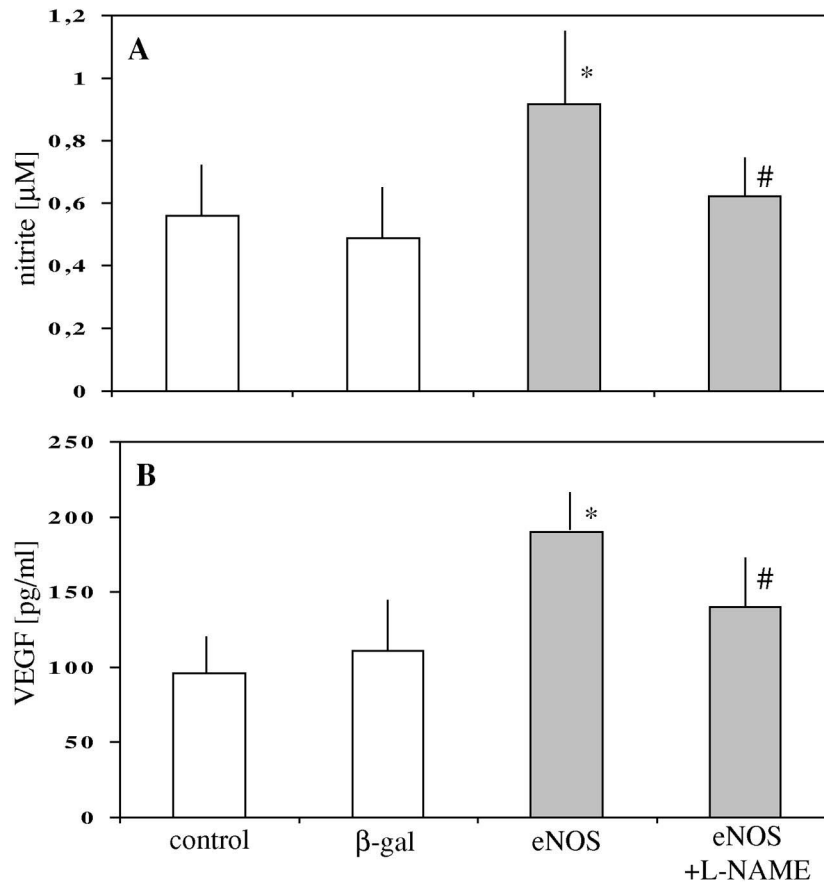 1,2
A
1
*
0,8
#
0,6
0,4
0,2
0
nitrite [μM]
250
B
200
*
150
#
100
50
0
VEGF [pg/ml]
control β-gal eNOS eNOS
+L-NAME